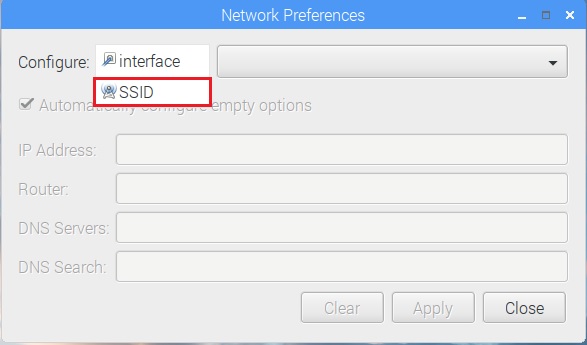 Network Preferences
Configure: interface
SSID
Automatically configure empty options
IP Address:
Router:
DNS Servers:
DNS Search:
Clear Apply Close